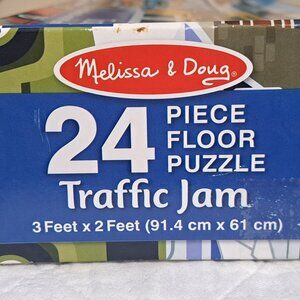 Melissa & Doug
24 PIECE
FLOOR
PUZZLE
Traffic Jam
3 Feet x 2 Feet (91.4 cm x 61 cm)